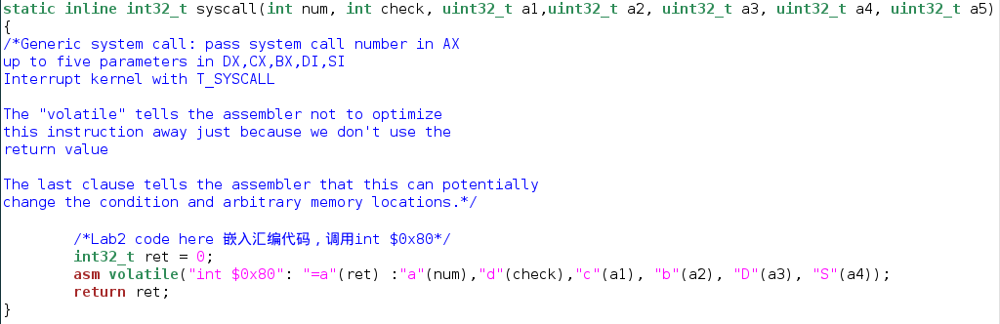 static inline int32_t syscall(int num, int check, uint32_t a1,uint32_t a2, uint32_t a3, uint32_t a4, uint32_t a5)
{
/*Generic system call: pass system call number in AX
up to five parameters in DX,CX,BX,DI,SI
Interrupt kernel with T_SYSCALL
The "volatile" tells the assembler not to optimize
this instruction away just because we don't use the
return value
The last clause tells the assembler that this can potentially
change the condition and arbitrary memory locations.*/
/*Lab2 code here 嵌入汇编代码，调用int $0x80*/
int32_t ret = 0;
asm volatile("int $0x80": "=a"(ret) :"a"(num),"d"(check),"c"(a1), "b"(a2), "D"(a3), "S"(a4));
return ret;
}